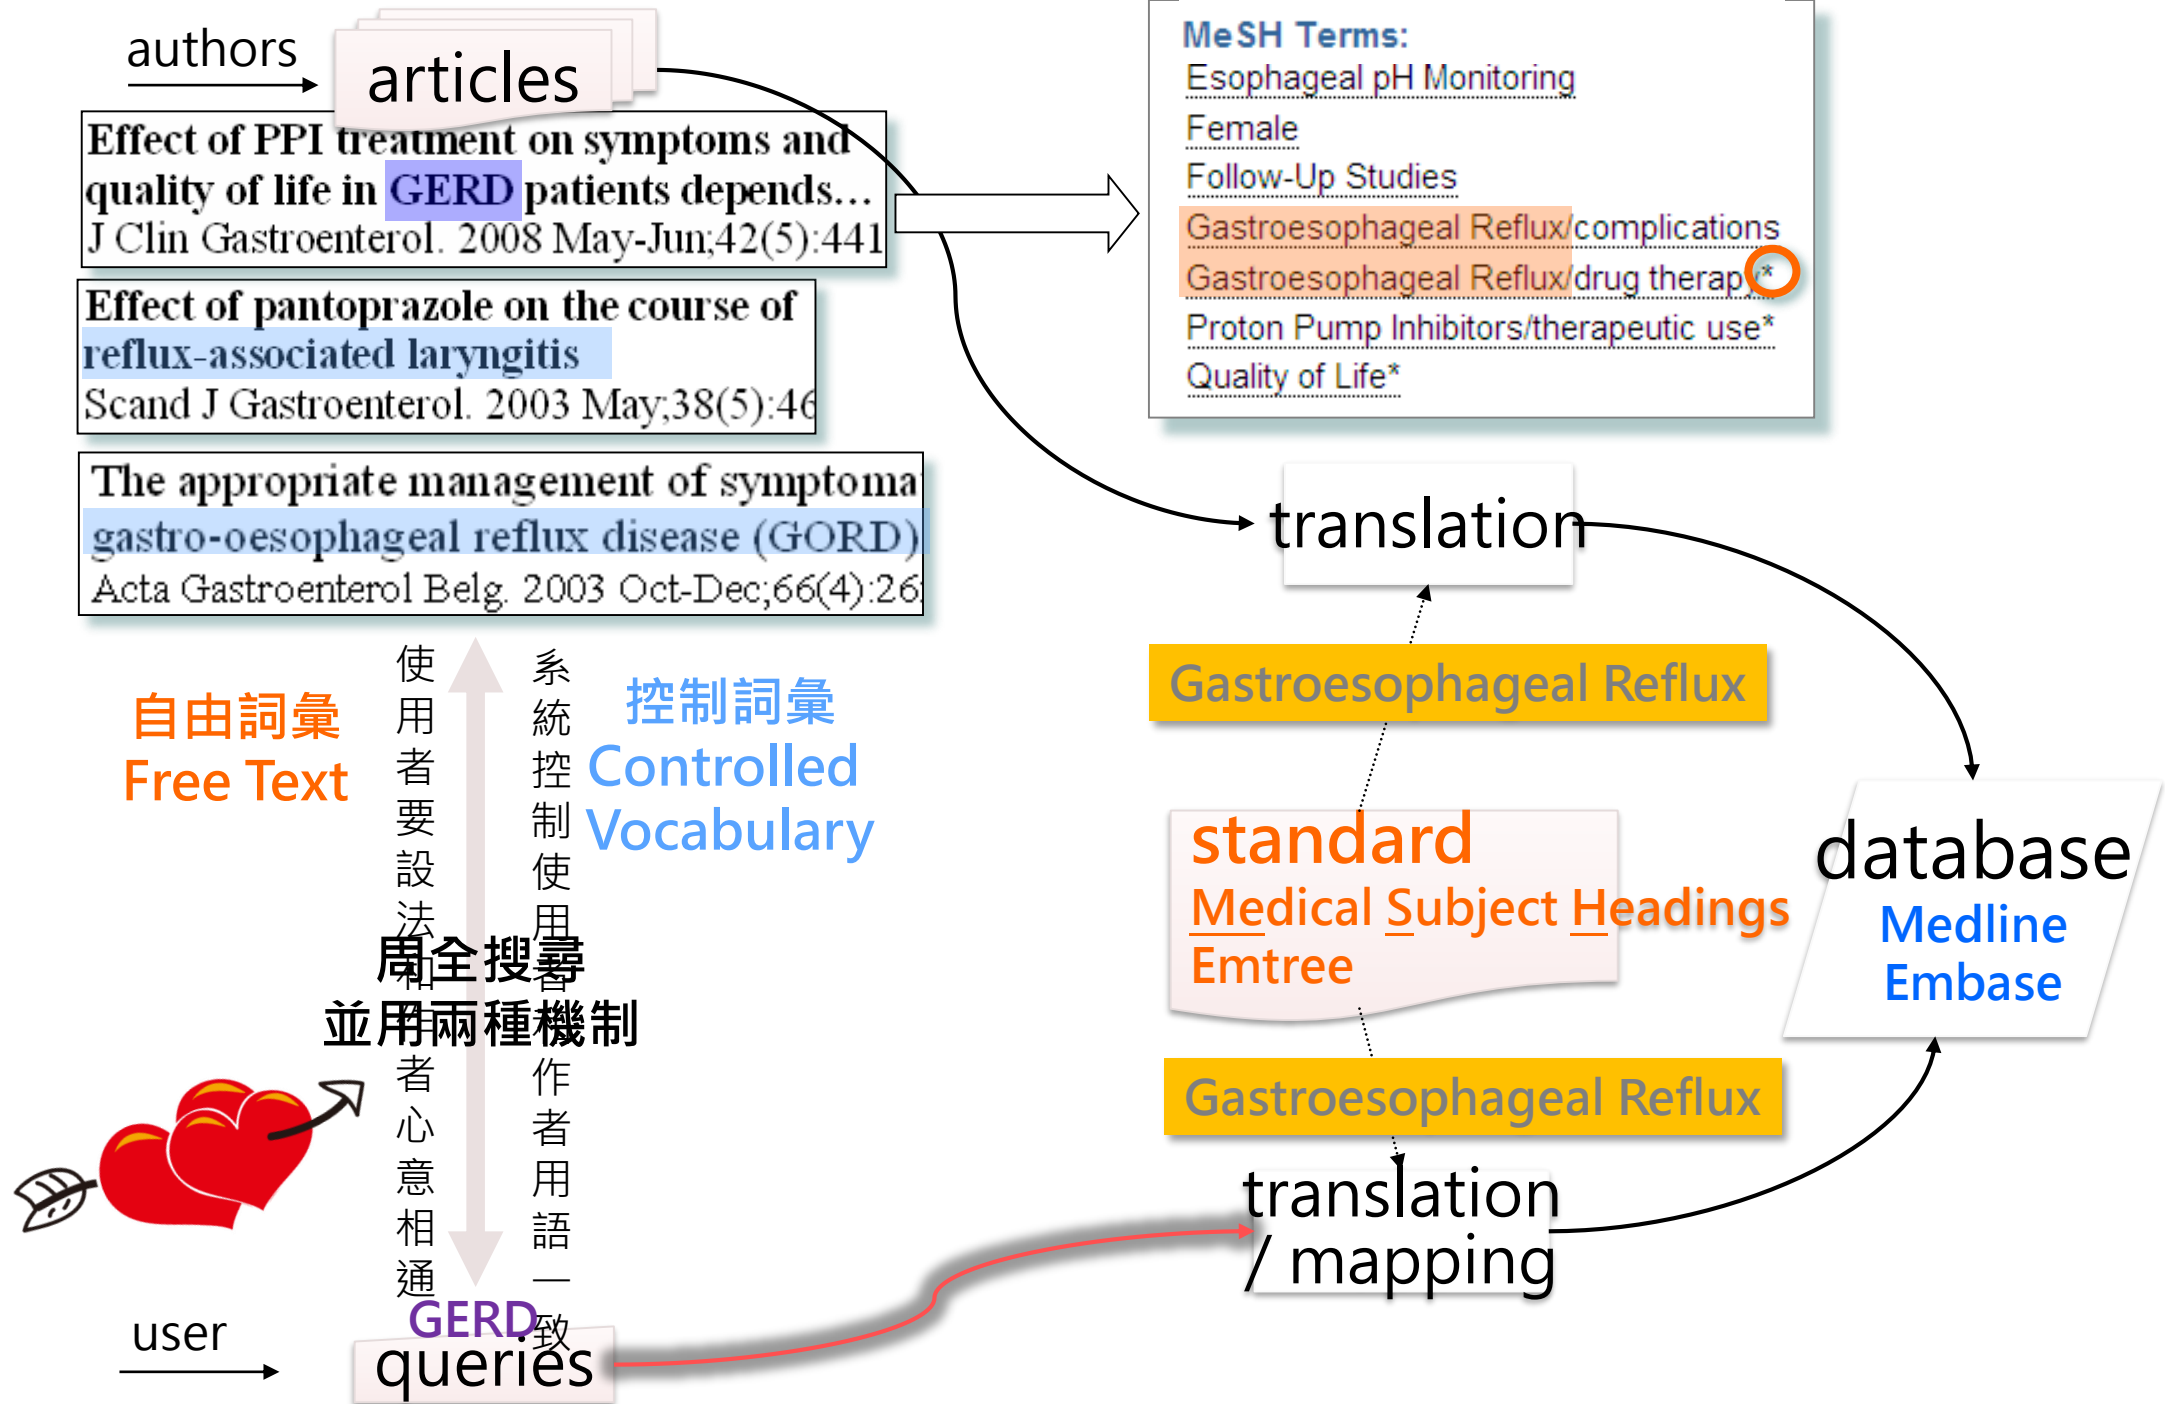 authors
articles
Effect of PPI treatment on symptoms and
quality of life in GERD patients depends...
J Clin Gastroenterol. 2008 May-Jun;42(5):441
Effect of pantoprazole on the course of
reflux-associated laryngitis
Scand J Gastroenterol. 2003 May;38(5):46
The appropriate management of symptoma
gastro-oesophageal reflux disease (GORD)
Acta Gastroenterol Belg. 2003 Oct-Dec;66(4):26
MeSH Terms:
Esophageal pH Monitoring
Female
Follow-Up Studies
Gastroesophageal Reflux/complications
Gastroesophageal Reflux/drug therapy*
Proton Pump Inhibitors/therapeutic use*
Quality of Life*
自由詞彙
Free Text
使用者要設法和作者心意相通
系統控制使用者和作者用語一致
控制詞彙
Controlled
Vocabulary
周全搜尋
並用兩種機制
translation
Gastroesophageal Reflux
standard
Medical Subject Headings
Emtree
Gastroesophageal Reflux
translation
/ mapping
database
Medline
Embase
user
GERD
queries